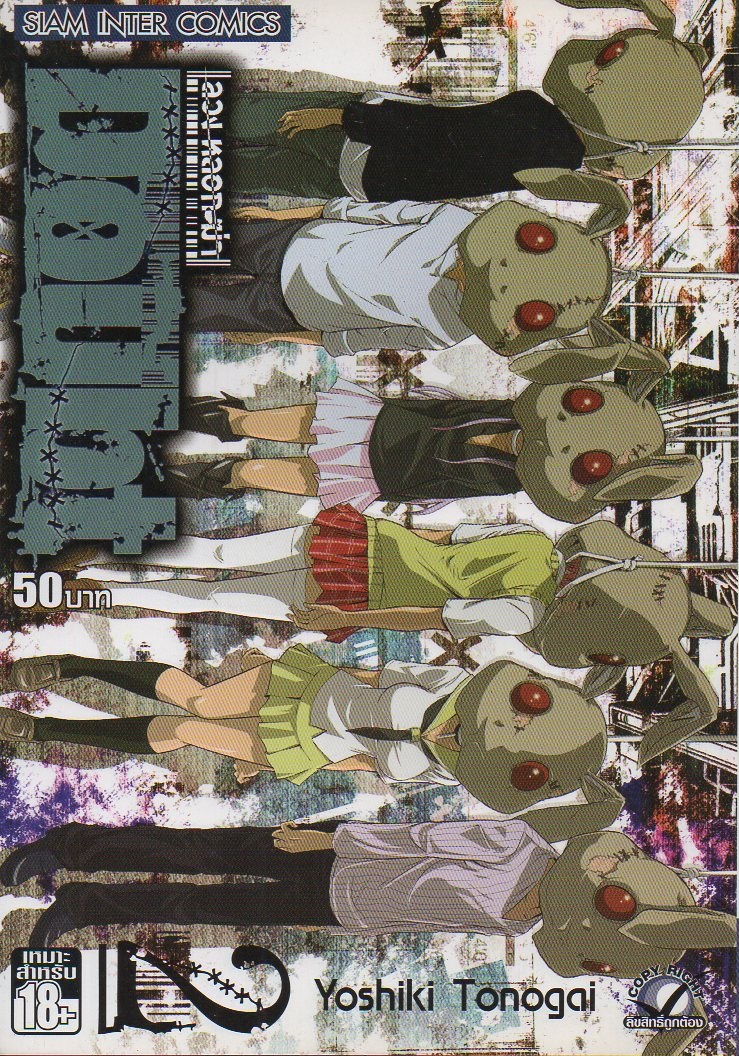 SIAM INTER COMICS
doubt
ลวง หลอก ฆ่า
50 บาท
Yoshiki Tonogai
เหมาะ
สำหรับ
18+
COPY RIGHT
ลิขสิทธิ์ถูกต้อง